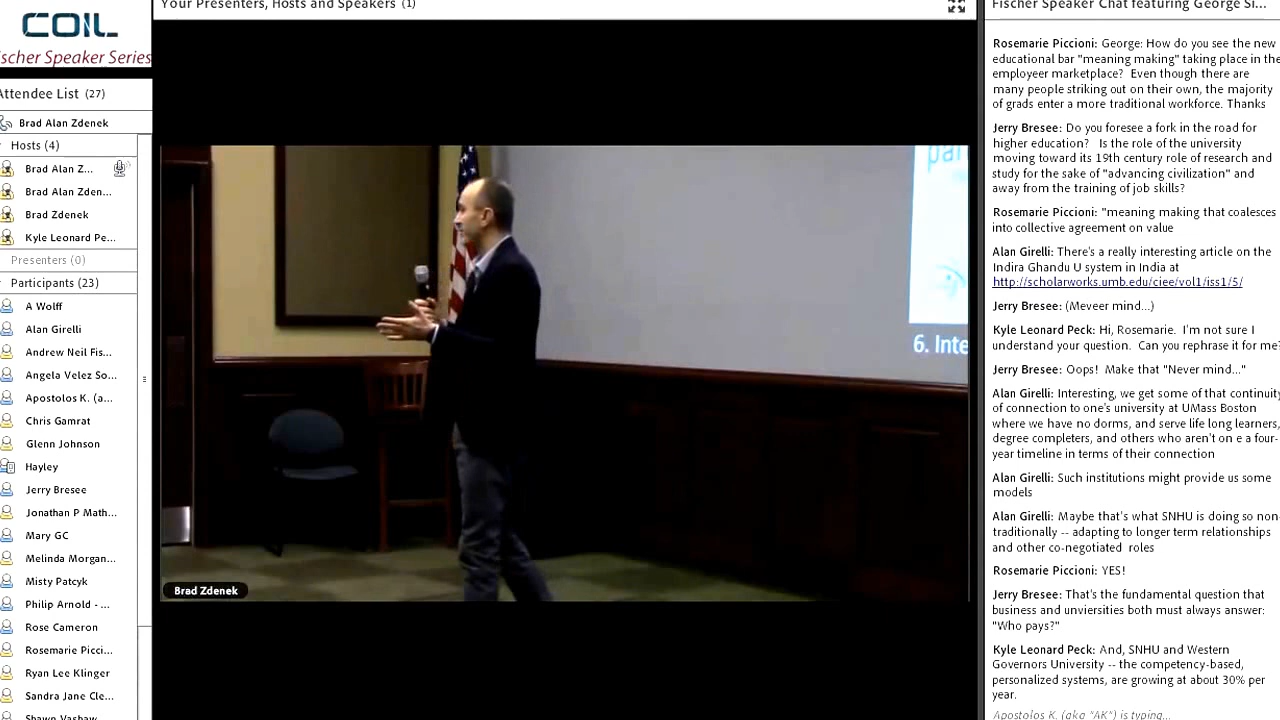 COIL
scher Speaker Series
Attendee List (27)
Brad Alan Zdenek
Hosts (4)
Brad Alan Z...
Brad Alan Zden...
Brad Zdenek
Kyle Leonard Pe...
Presenters (0)
Participants (23)
A Wolff
Alan Girelli
Andrew Neil Fis...
Angela Velez So...
Apostolos K. (a...
Chris Gamrat
Glenn Johnson
Hayley
Jerry Bresee
Jonathan P Math...
Mary GC
Melinda Morgan...
Misty Patcyk
Philip Arnold - ...
Rose Cameron
Rosemarie Picci...
Ryan Lee Klinger
Sandra Jane Cle...
Shawn Vashaw
Your Presenters, Hosts and Speakers (1)
par
6. Inte
Brad Zdenek
Fischer Speaker Chat featuring George Si...
Rosemarie Piccioni: George: How do you see the new
educational bar "meaning making" taking place in the
employeer marketplace? Even though there are
many people striking out on their own, the majority
of grads enter a more traditional workforce. Thanks
Jerry Bresee: Do you foresee a fork in the road for
higher education? Is the role of the university
moving toward its 19th century role of research and
study for the sake of "advancing civilization" and
away from the training of job skills?
Rosemarie Piccioni: "meaning making that coalesces
into collective agreement on value
Alan Girelli: There's a really interesting article on the
Indira Ghandu U system in India at
http://scholarworks.umb.edu/ciee/vol1/iss1/5/
Jerry Bresee: (Meveer mind...)
Kyle Leonard Peck: Hi, Rosemarie. I'm not sure I
understand your question. Can you rephrase it for me?
Jerry Bresee: Oops! Make that "Never mind..."
Alan Girelli: Interesting, we get some of that continuity
of connection to one's university at UMass Boston
where we have no dorms, and serve life long learners,
degree completers, and others who aren't on e a four-
year timeline in terms of their connection
Alan Girelli: Such institutions might provide us some
models
Alan Girelli: Maybe that's what SNHU is doing so non-
traditionally -- adapting to longer term relationships
and other co-negotiated roles
Rosemarie Piccioni: YES!
Jerry Bresee: That's the fundamental question that
business and unviersities both must always answer:
"Who pays?"
Kyle Leonard Peck: And, SNHU and Western
Governors University -- the competency-based,
personalized systems, are growing at about 30% per
year.
Apostolos K. (aka "AK") is typing...